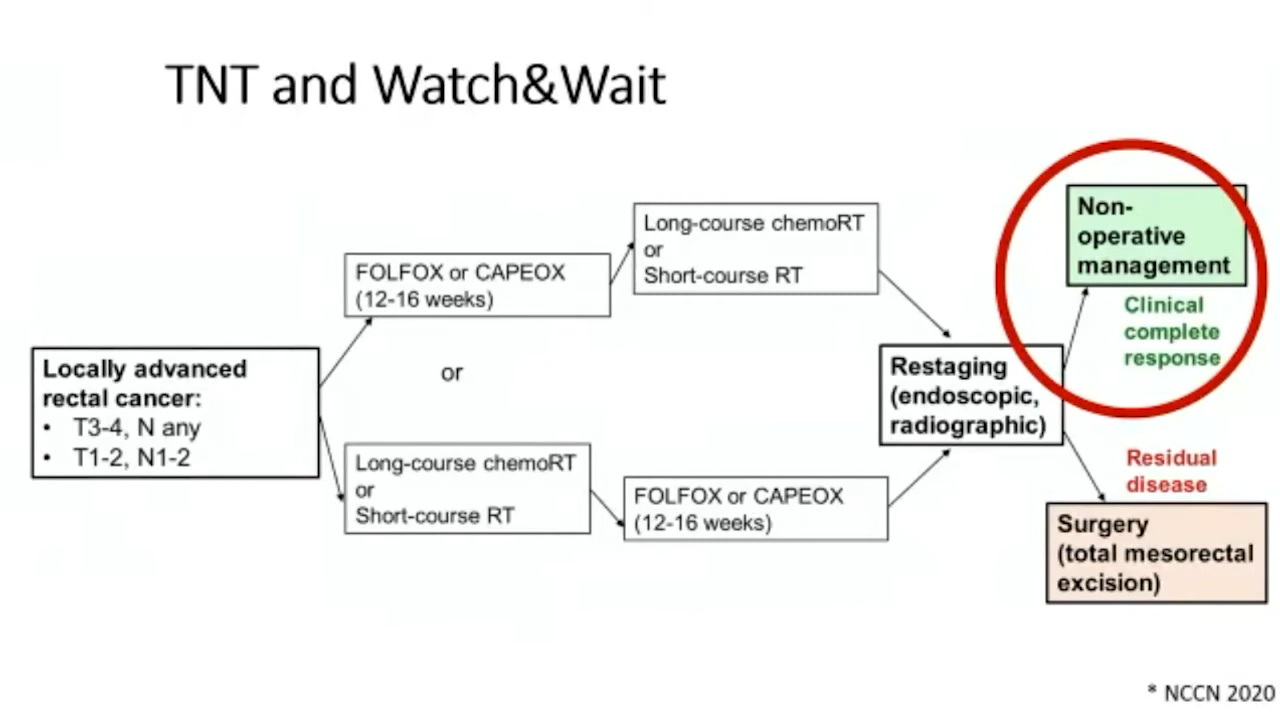 TNT and Watch&Wait
Locally advanced
rectal cancer:
• T3-4, N any
• T1-2, N1-2
FOLFOX or CAPEOX
(12-16 weeks)
Long-course chemoRT
or
Short-course RT
or
Long-course chemoRT
or
Short-course RT
FOLFOX or CAPEOX
(12-16 weeks)
Restaging
(endoscopic,
radiographic)
Non-
operative
management
Clinical
complete
response
Residual
disease
Surgery
(total mesorectal
excision)
* NCCN 2020